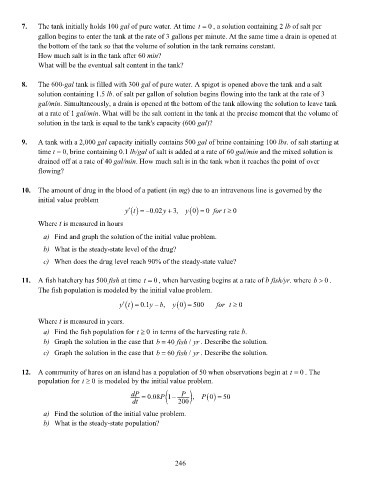 7. The tank initially holds 100 gal of pure water. At time t = 0, a solution containing 2 lb of salt per
gallon begins to enter the tank at the rate of 3 gallons per minute. At the same time a drain is opened at
the bottom of the tank so that the volume of solution in the tank remains constant.
How much salt is in the tank after 60 min?
What will be the eventual salt content in the tank?
8. The 600-gal tank is filled with 300 gal of pure water. A spigot is opened above the tank and a salt
solution containing 1.5 lb. of salt per gallon of solution begins flowing into the tank at the rate of 3
gal/min. Simultaneously, a drain is opened at the bottom of the tank allowing the solution to leave tank
at a rate of 1 gal/min. What will be the salt content in the tank at the precise moment that the volume of
solution in the tank is equal to the tank's capacity (600 gal)?
9. A tank with a 2,000 gal capacity initially contains 500 gal of brine containing 100 lbs. of salt starting at
time t = 0, brine containing 0.1 lb/gal of salt is added at a rate of 60 gal/min and the mixed solution is
drained off at a rate of 40 gal/min. How much salt is in the tank when it reaches the point of over
flowing?
10. The amount of drug in the blood of a patient (in mg) due to an intravenous line is governed by the
initial value problem
y′(t) = −0.02y + 3, y(0) = 0 for t ≥ 0
Where t is measured in hours
a) Find and graph the solution of the initial value problem.
b) What is the steady-state level of the drug?
c) When does the drug level reach 90% of the steady-state value?
11. A fish hatchery has 500 fish at time t = 0, when harvesting begins at a rate of b fish/yr. where b > 0.
The fish population is modeled by the initial value problem.
y′(t) = 0.1y − b, y(0) = 500 for t ≥ 0
Where t is measured in years.
a) Find the fish population for t ≥ 0 in terms of the harvesting rate b.
b) Graph the solution in the case that b = 40 fish / yr. Describe the solution.
c) Graph the solution in the case that b = 60 fish / yr. Describe the solution.
12. A community of hares on an island has a population of 50 when observations begin at t = 0. The
population for t ≥ 0 is modeled by the initial value problem.
dP/dt = 0.08P(1 − P/200), P(0) = 50
a) Find the solution of the initial value problem.
b) What is the steady-state population?
246